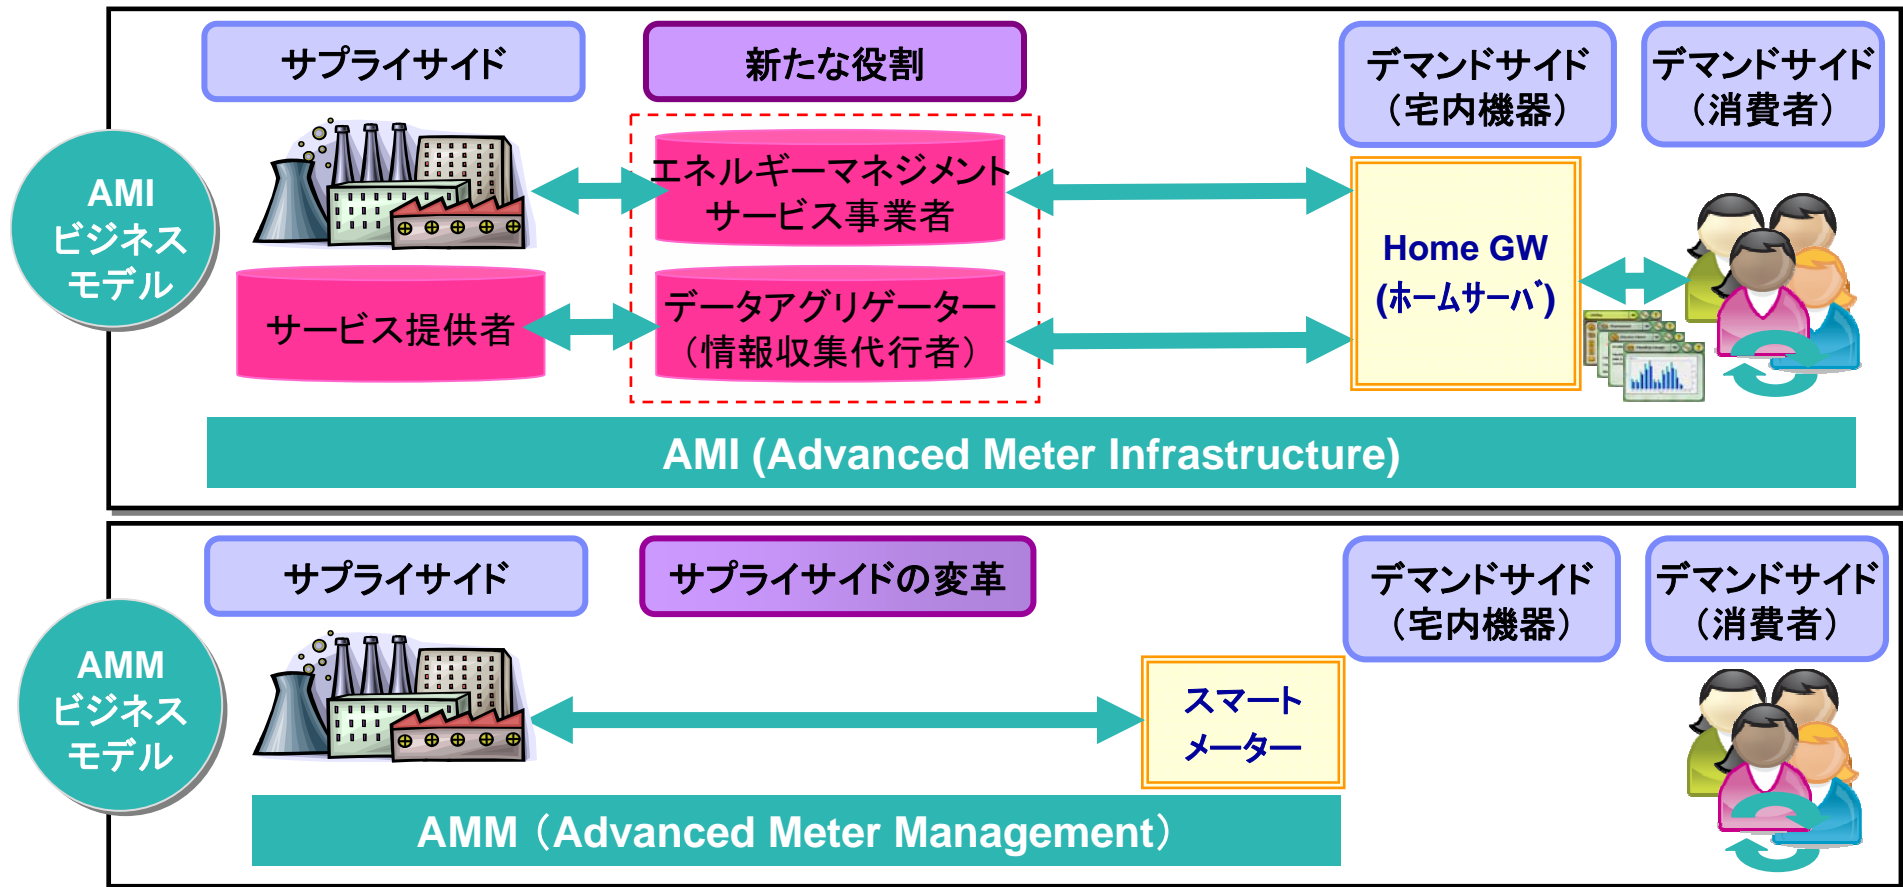 サプライサイド
新たな役割
デマンドサイド
（宅内機器）
デマンドサイド
（消費者）
AMI
ビジネス
モデル
エネルギーマネジメント
サービス事業者
サービス提供者
データアグリゲーター
（情報収集代行者）
Home GW
(ホームサーバ)
AMI (Advanced Meter Infrastructure)
サプライサイド
サプライサイドの変革
デマンドサイド
（宅内機器）
デマンドサイド
（消費者）
AMM
ビジネス
モデル
スマート
メーター
AMM（Advanced Meter Management）